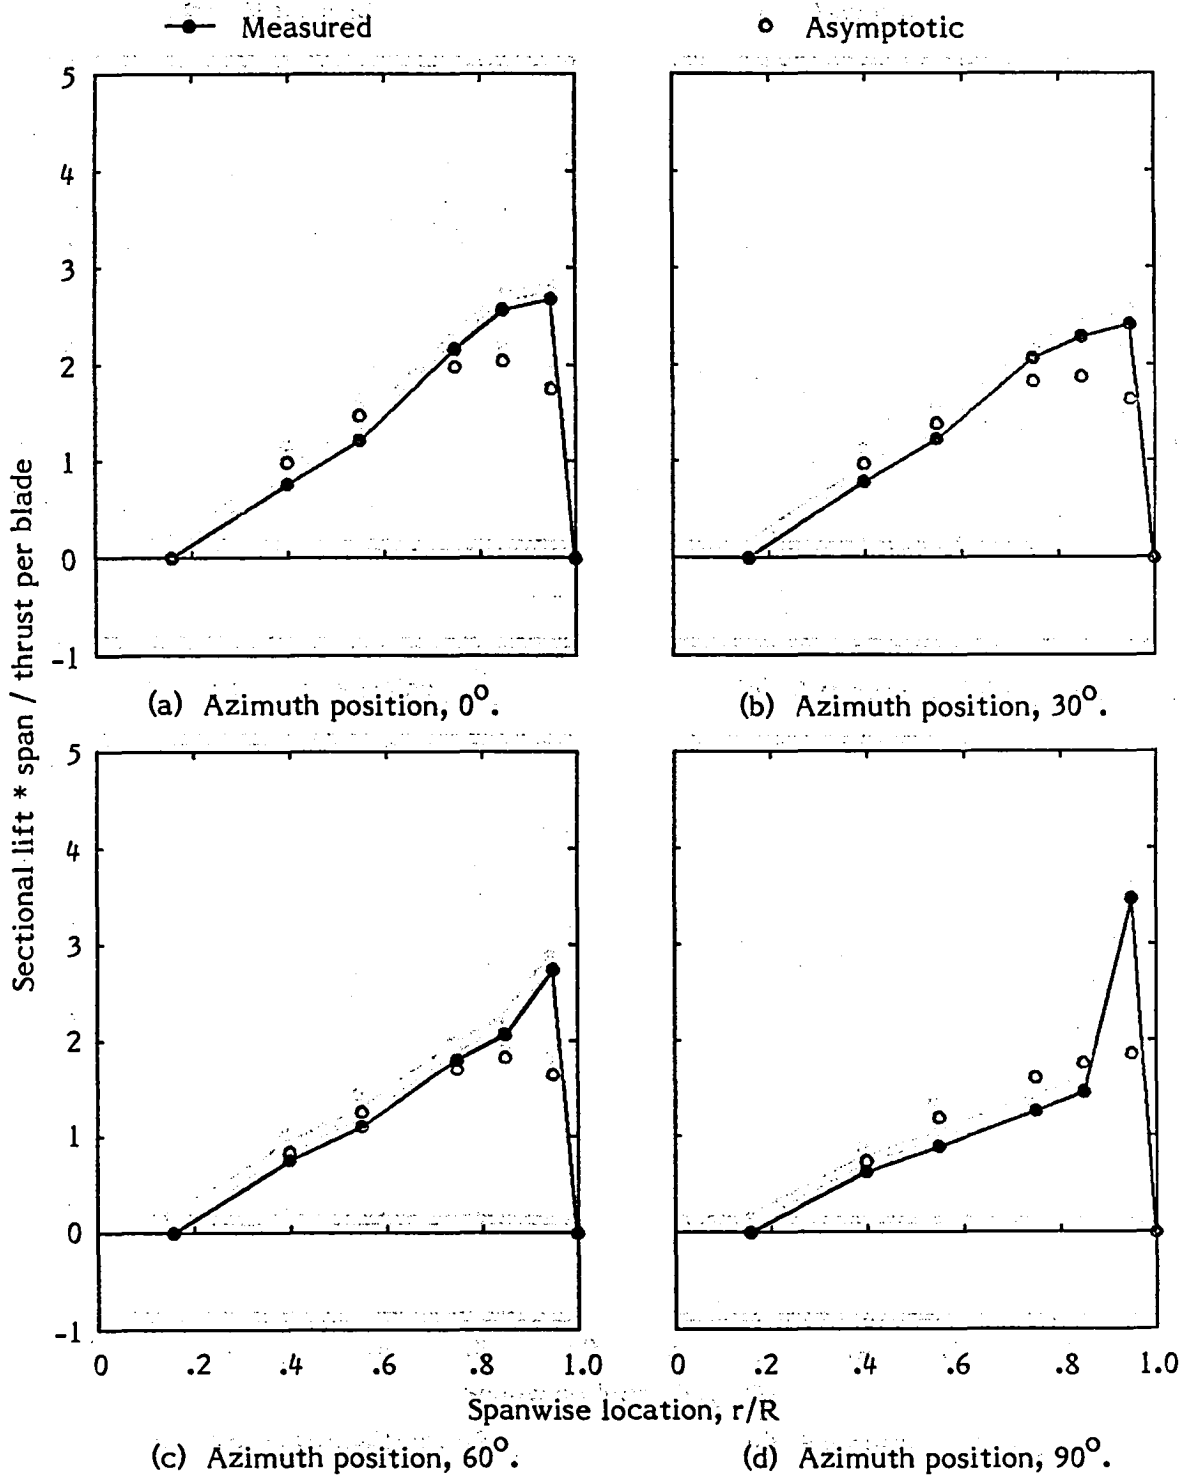 Measured
Asymptotic
5
4
3
2
1
0
-1
(a) Azimuth position, 0°.
(b) Azimuth position, 30°.
Sectional lift * span / thrust per blade
5
4
3
2
1
0
-1
0 .2 .4 .6 .8 1.0
0 .2 .4 .6 .8 1.0
Spanwise location, r/R
(c) Azimuth position, 60°.
(d) Azimuth position, 90°.